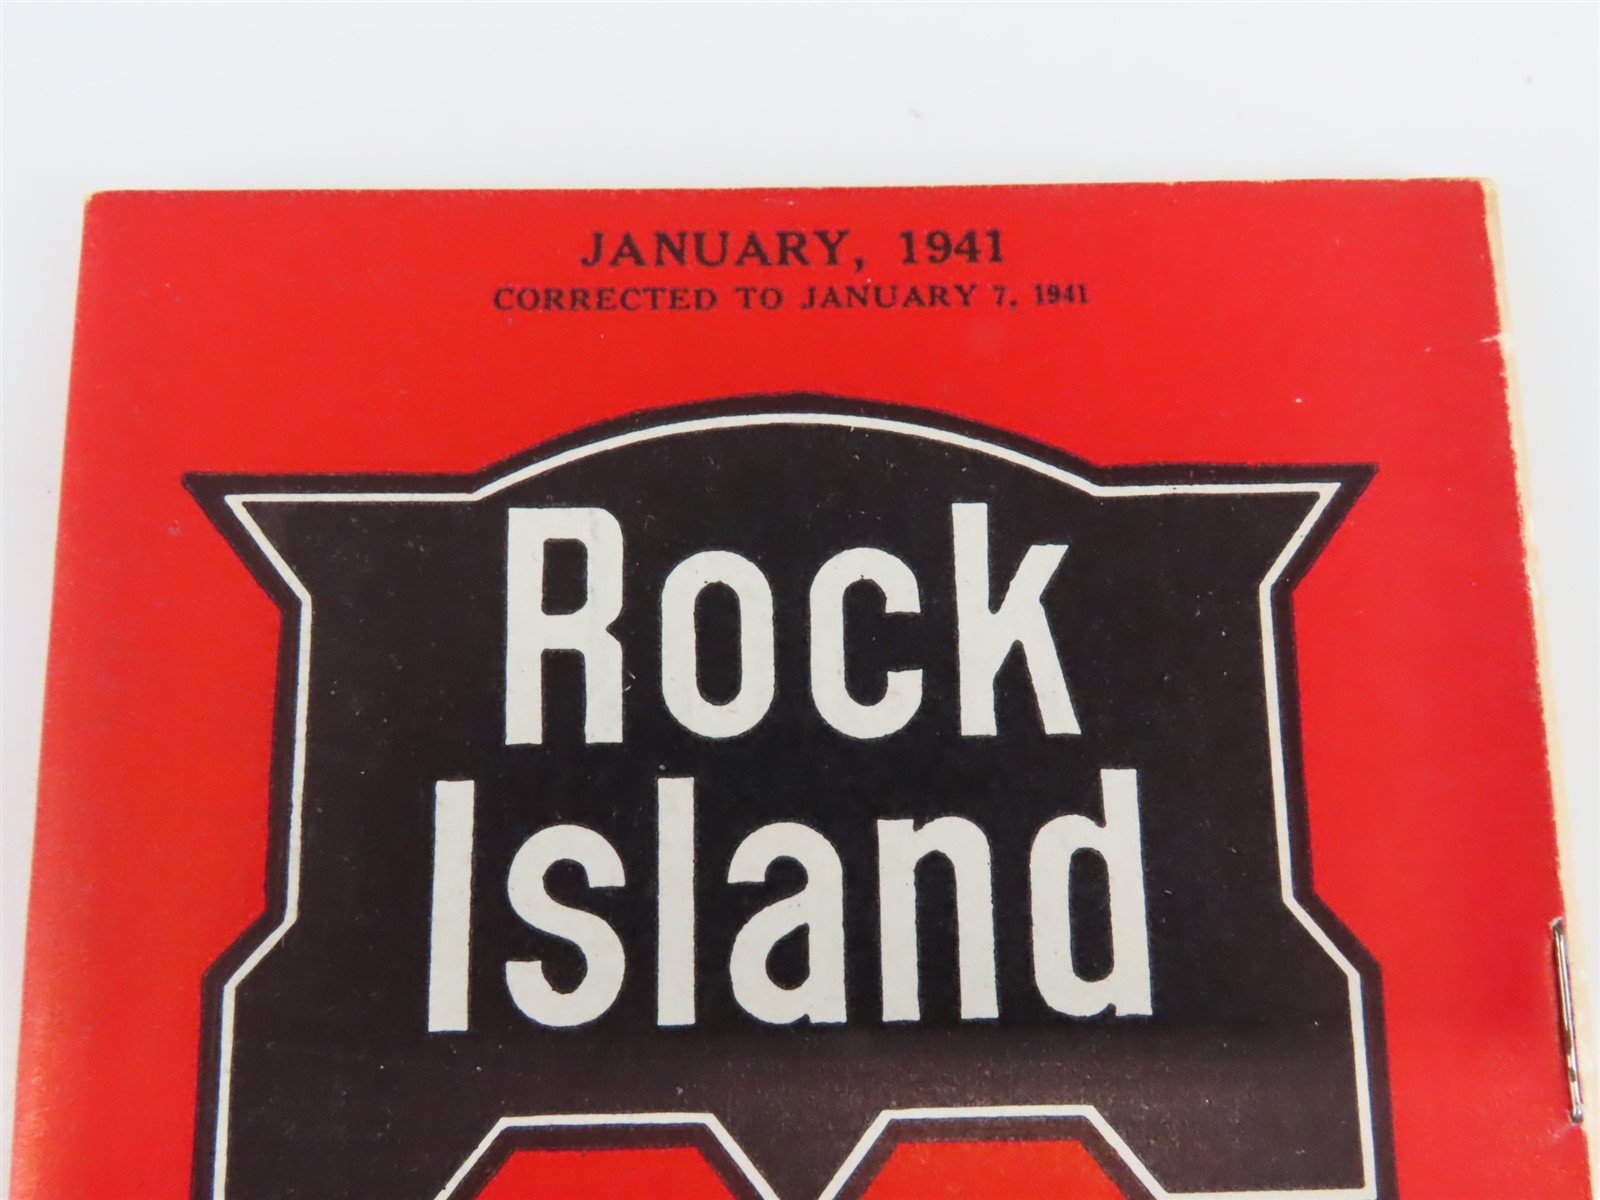 JANUARY, 1941
CORRECTED TO JANUARY 7, 1941
Rock
Island